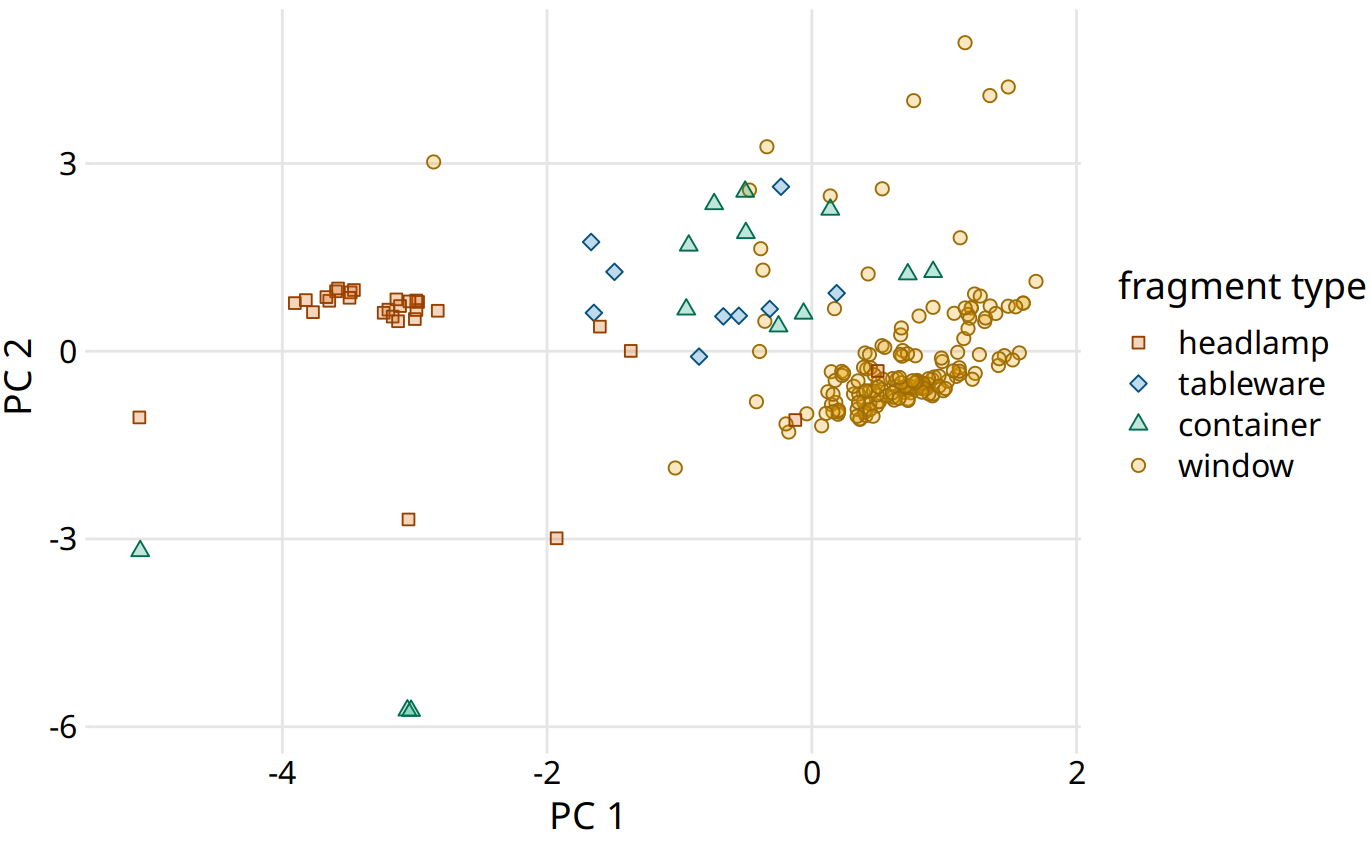 3
0
-3
-6
-4
-2
0
2
PC 1
PC 2
fragment type
headlamp
tableware
container
window